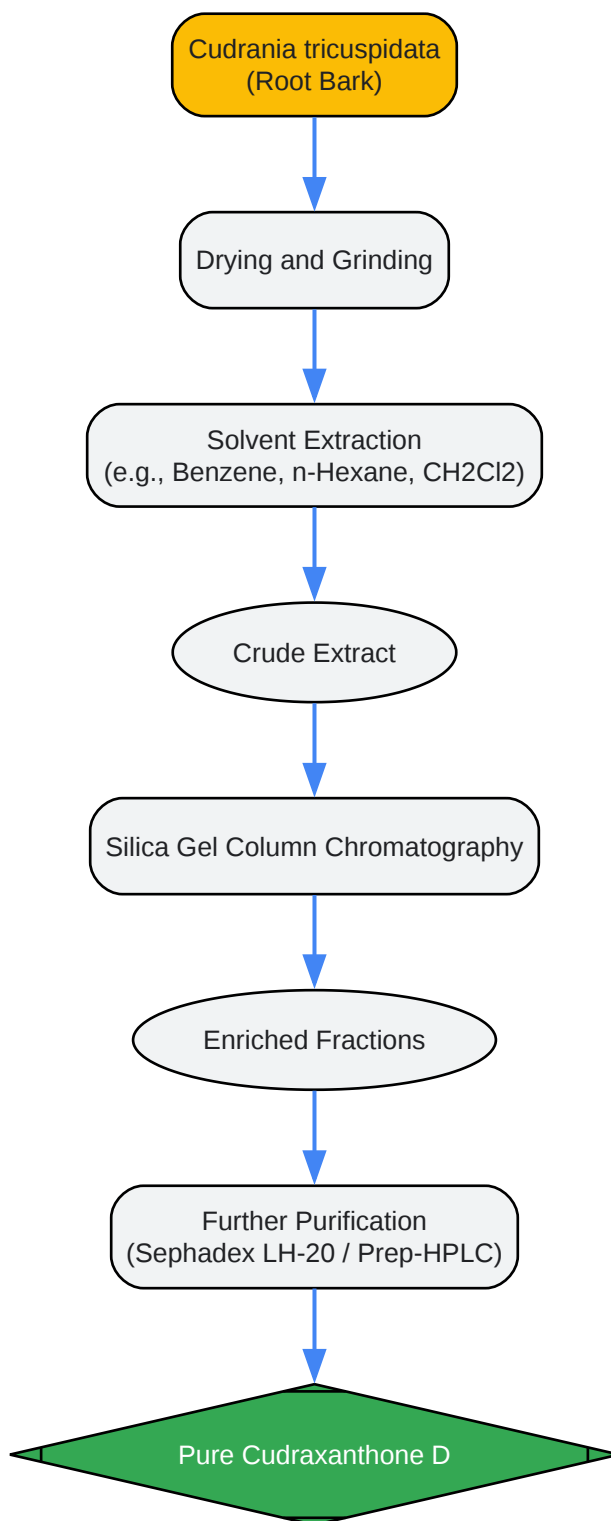 Cudrania tricuspidata
(Root Bark)
Drying and Grinding
Solvent Extraction
(e.g., Benzene, n-Hexane, CH2Cl2)
Crude Extract
Silica Gel Column Chromatography
Enriched Fractions
Further Purification
(Sephadex LH-20 / Prep-HPLC)
Pure Cudraxanthone D